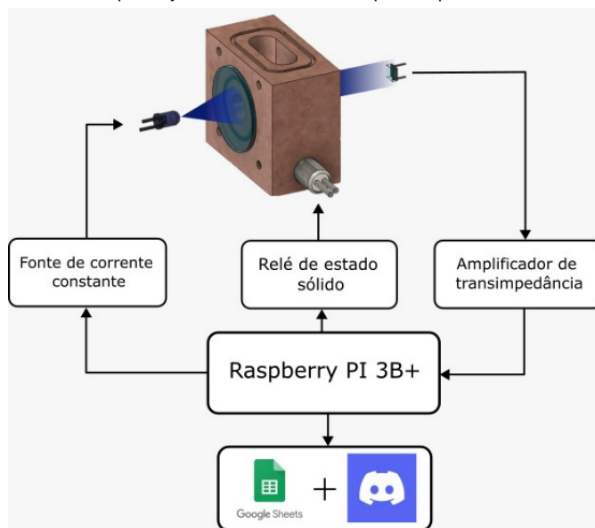 Fonte de corrente
constante
Relé de estado
sólido
Amplificador de
transimpedância
Raspberry PI 3B+
Google Sheets
+